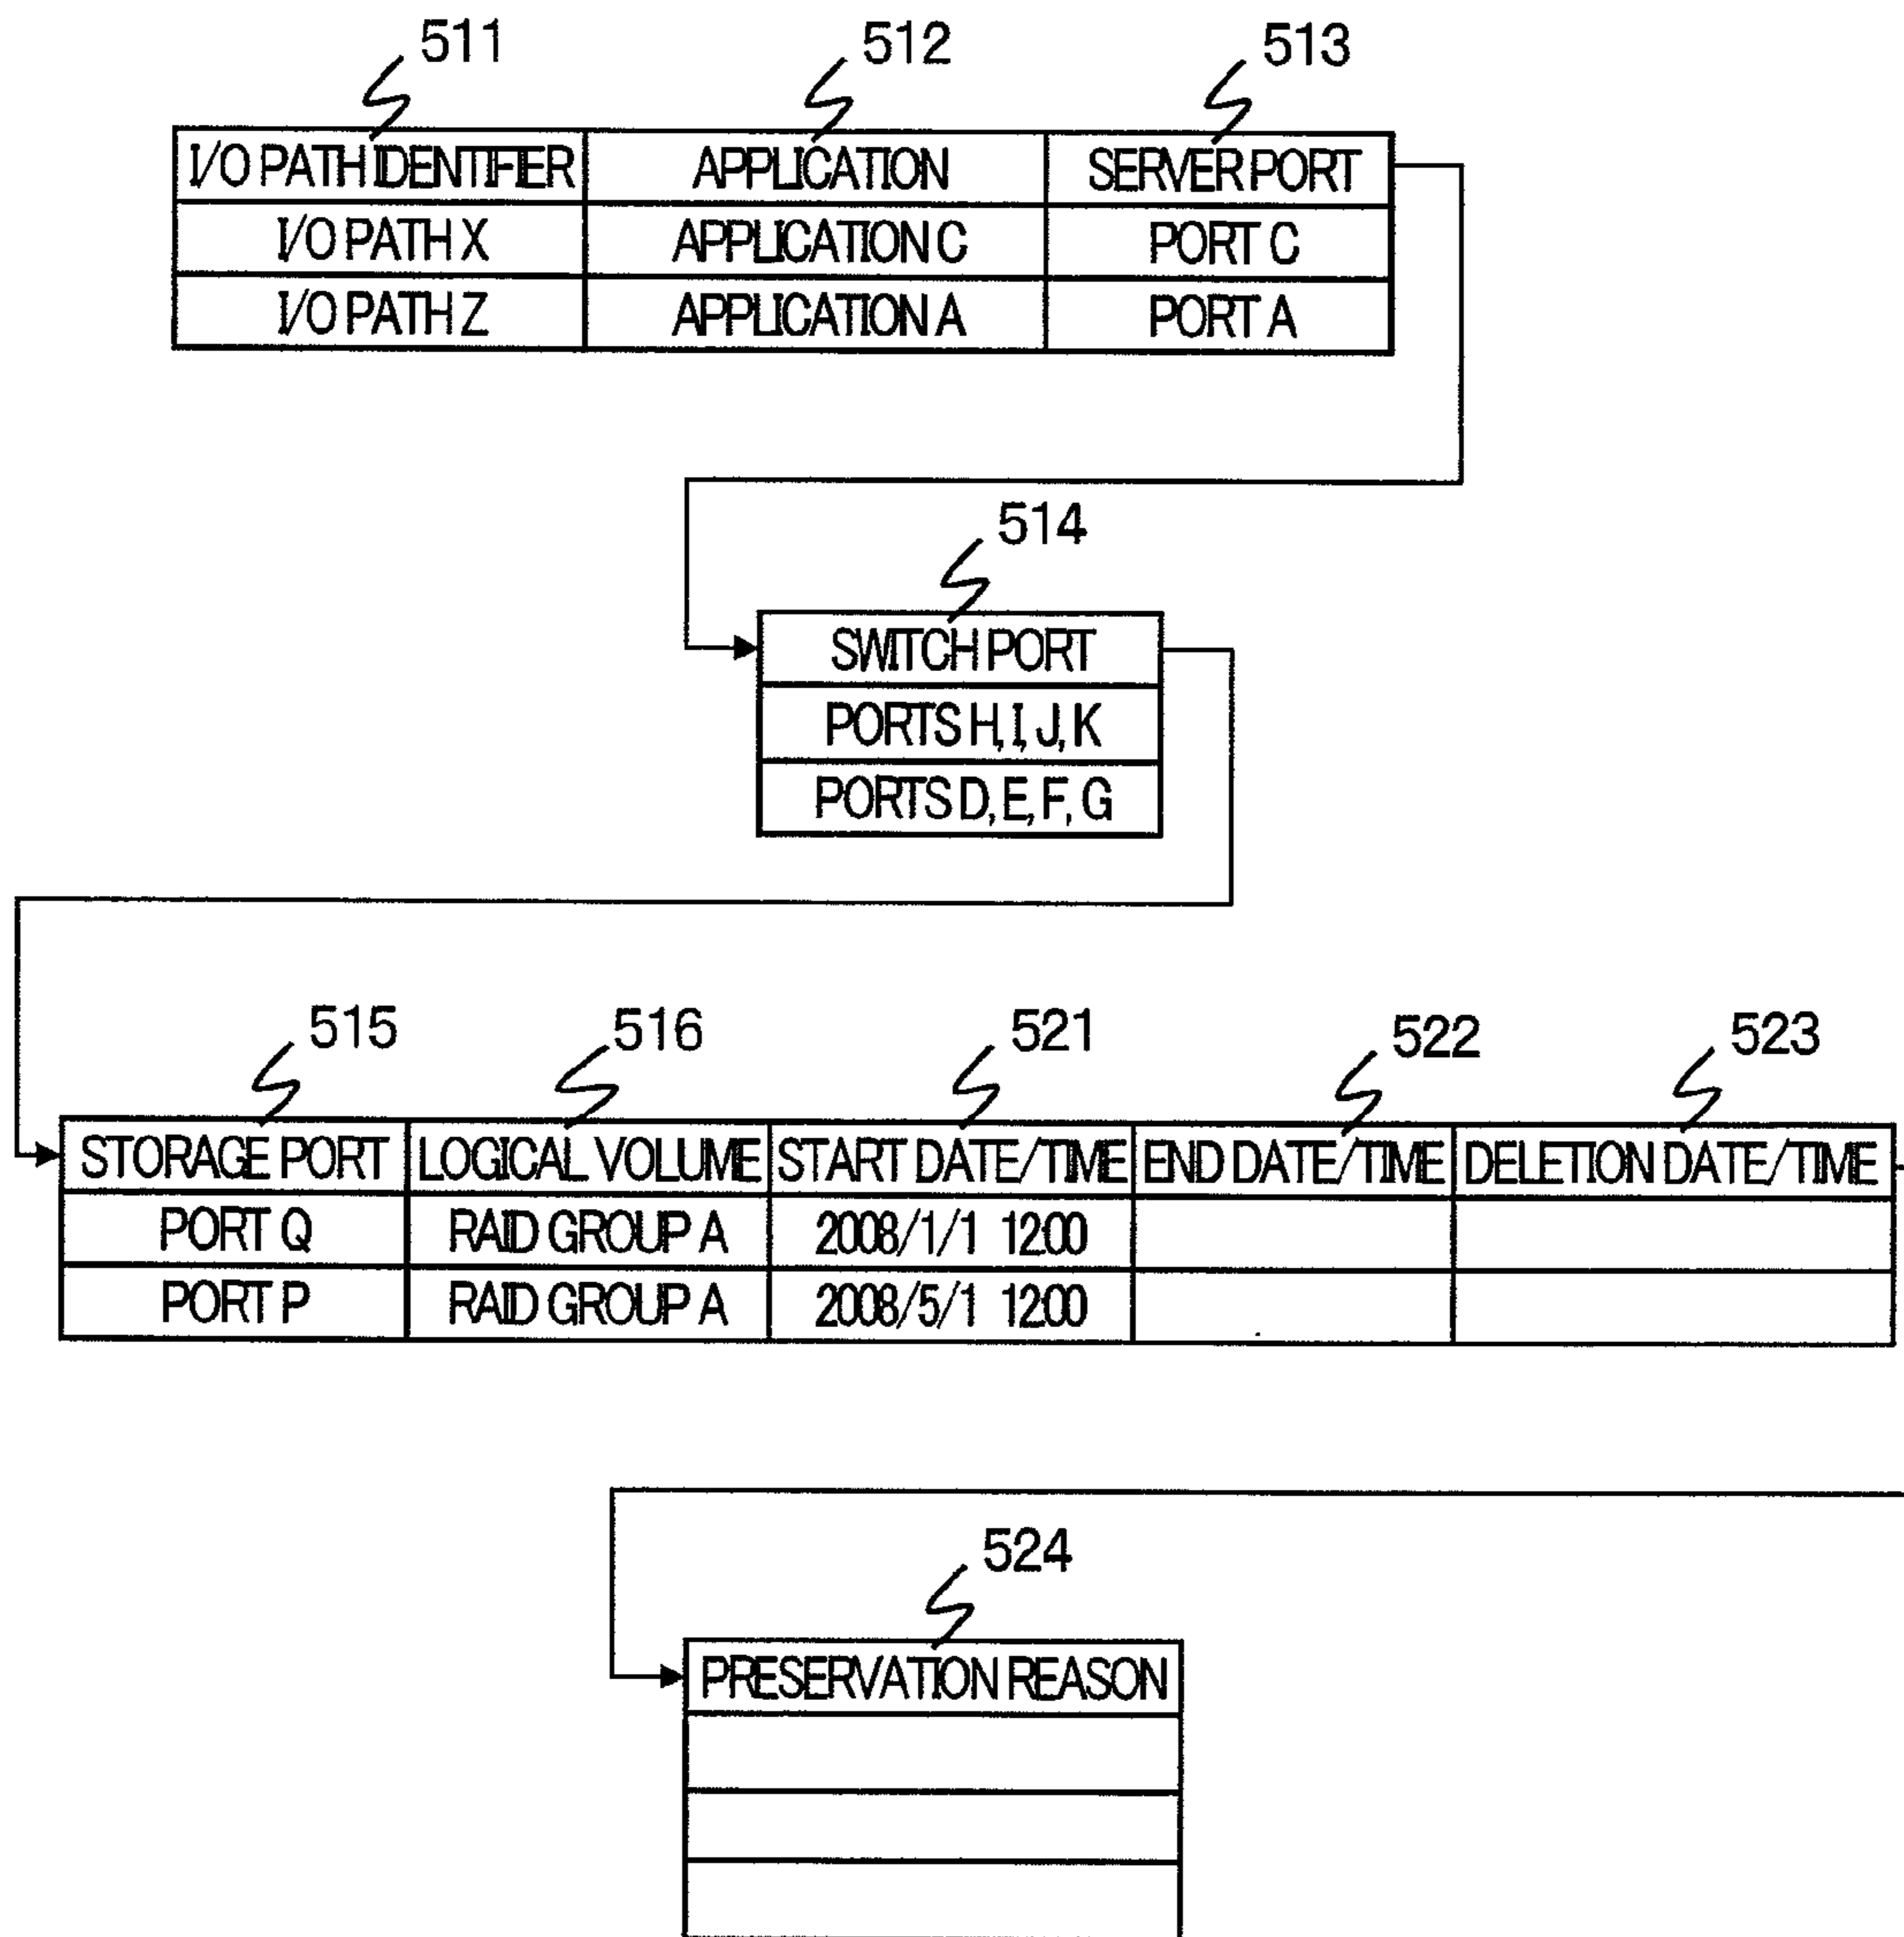 511 512 513
I/O PATH IDENTIFIER APPLICATION SERVER PORT
I/O PATH X APPLICATION C PORT C
I/O PATH Z APPLICATION A PORT A
514
SWITCH PORT
PORTS H, I, J, K
PORTS D, E, F, G
515 516 521 522 523
STORAGE PORT LOGICAL VOLUME START DATE/TIME END DATE/TIME DELETION DATE/TIME
PORT Q RAID GROUP A 2008/1/1 12:00
PORT P RAID GROUP A 2008/5/1 12:00
524
PRESERVATION REASON